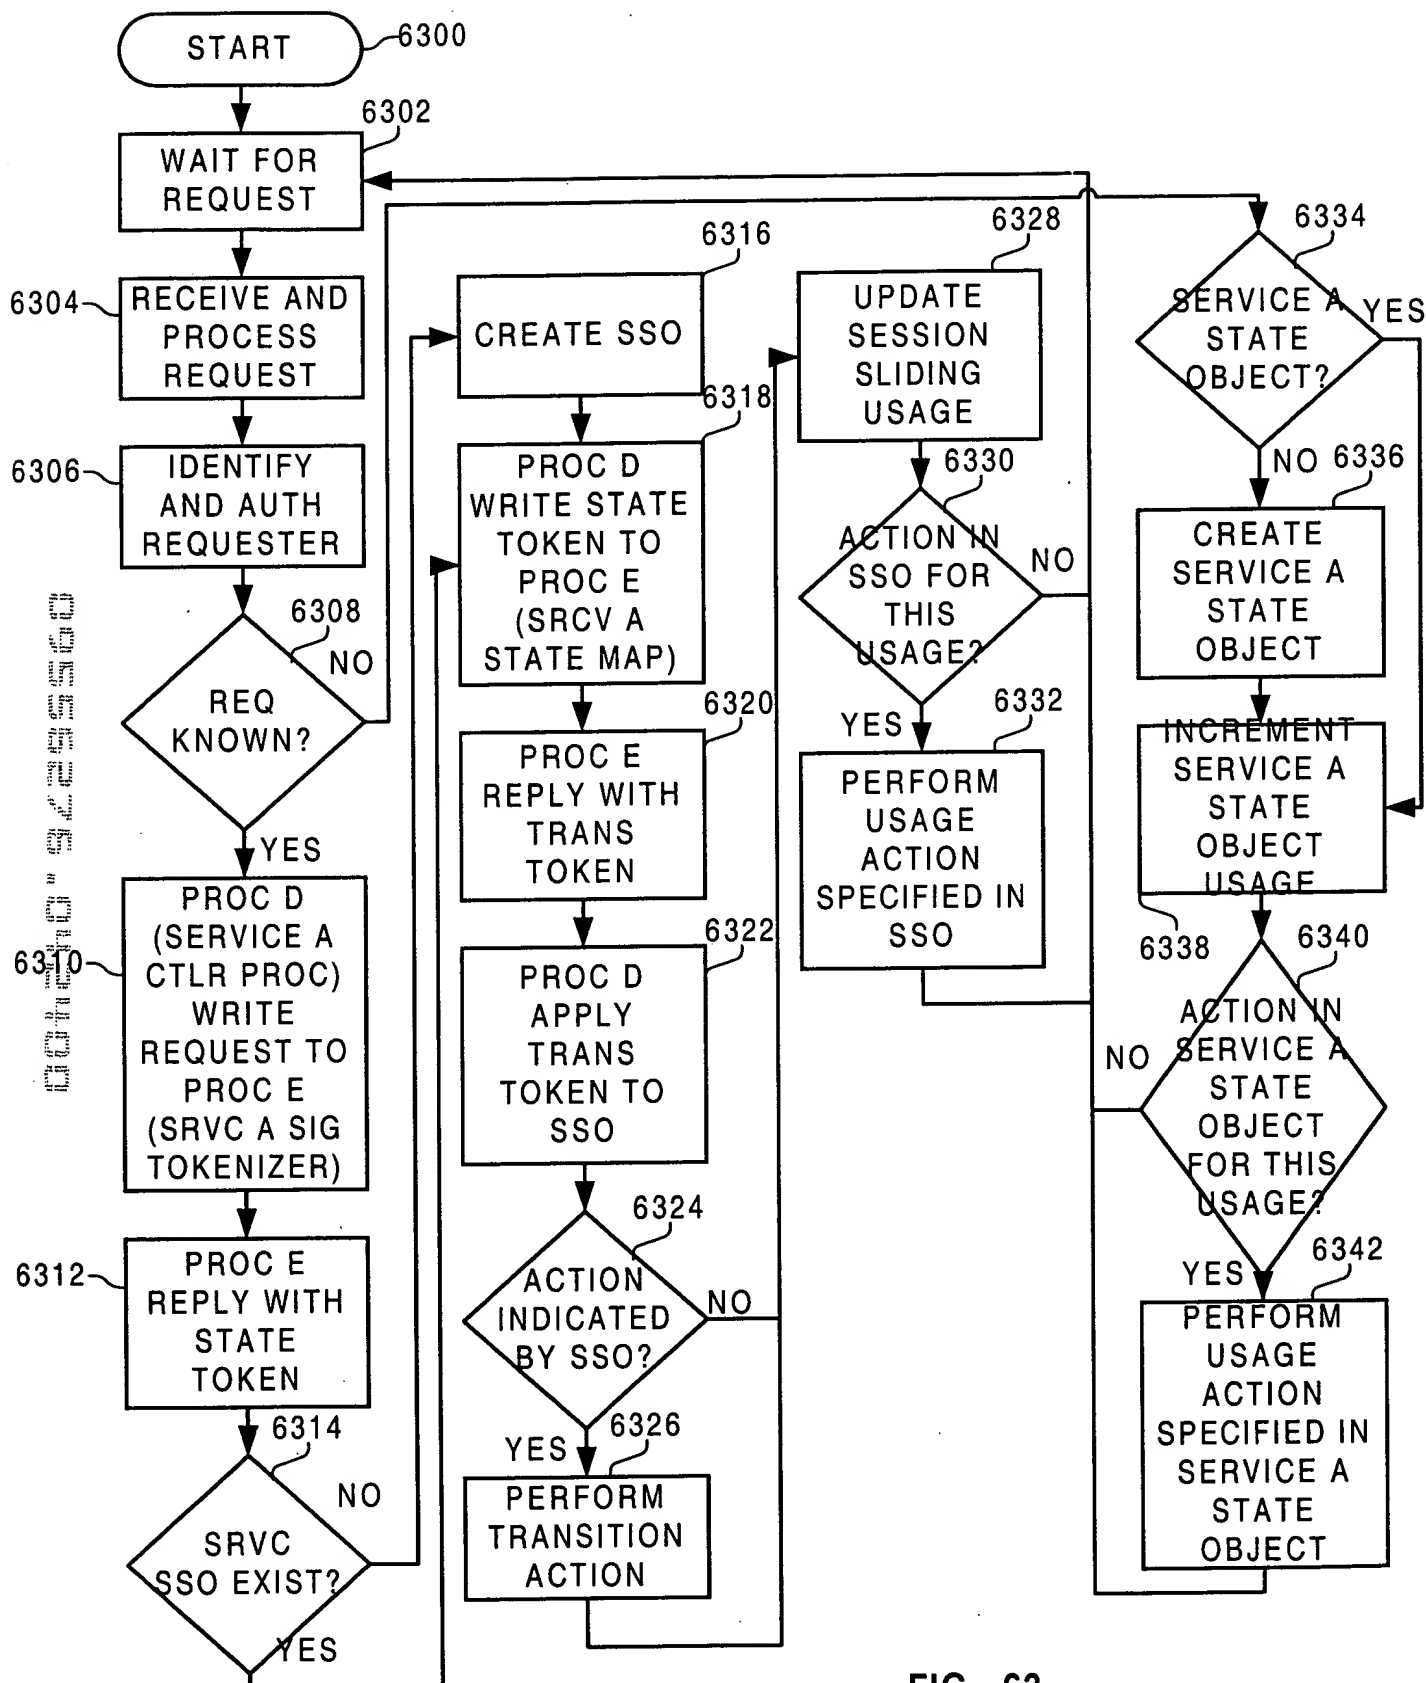 START
6300
6302
WAIT FOR
REQUEST
6304
RECEIVE AND
PROCESS
REQUEST
6306
IDENTIFY
AND AUTH
REQUESTER
6308
NO
REQ
KNOWN?
YES
6310
PROC D
(SERVICE A
CTLR PROC)
WRITE
REQUEST TO
PROC E
(SRVC A SIG
TOKENIZER)
6312
PROC E
REPLY WITH
STATE
TOKEN
6314
NO
SRVC
SSO EXIST?
YES
6316
CREATE SSO
6318
PROC D
WRITE STATE
TOKEN TO
PROC E
(SRCV A
STATE MAP)
6320
PROC E
REPLY WITH
TRANS
TOKEN
6322
PROC D
APPLY
TRANS
TOKEN TO
SSO
6324
ACTION
INDICATED
BY SSO?
NO
YES
6326
PERFORM
TRANSITION
ACTION
6328
UPDATE
SESSION
SLIDING
USAGE
6330
ACTION IN
SSO FOR
THIS
USAGE?
NO
YES
6332
PERFORM
USAGE
ACTION
SPECIFIED IN
SSO
6334
SERVICE A
STATE
OBJECT?
YES
NO
6336
CREATE
SERVICE A
STATE
OBJECT
INCREMENT
SERVICE A
STATE
OBJECT
USAGE
6338
6340
ACTION IN
SERVICE A
STATE
OBJECT
FOR THIS
USAGE?
NO
YES
6342
PERFORM
USAGE
ACTION
SPECIFIED IN
SERVICE A
STATE
OBJECT
FIG. 63